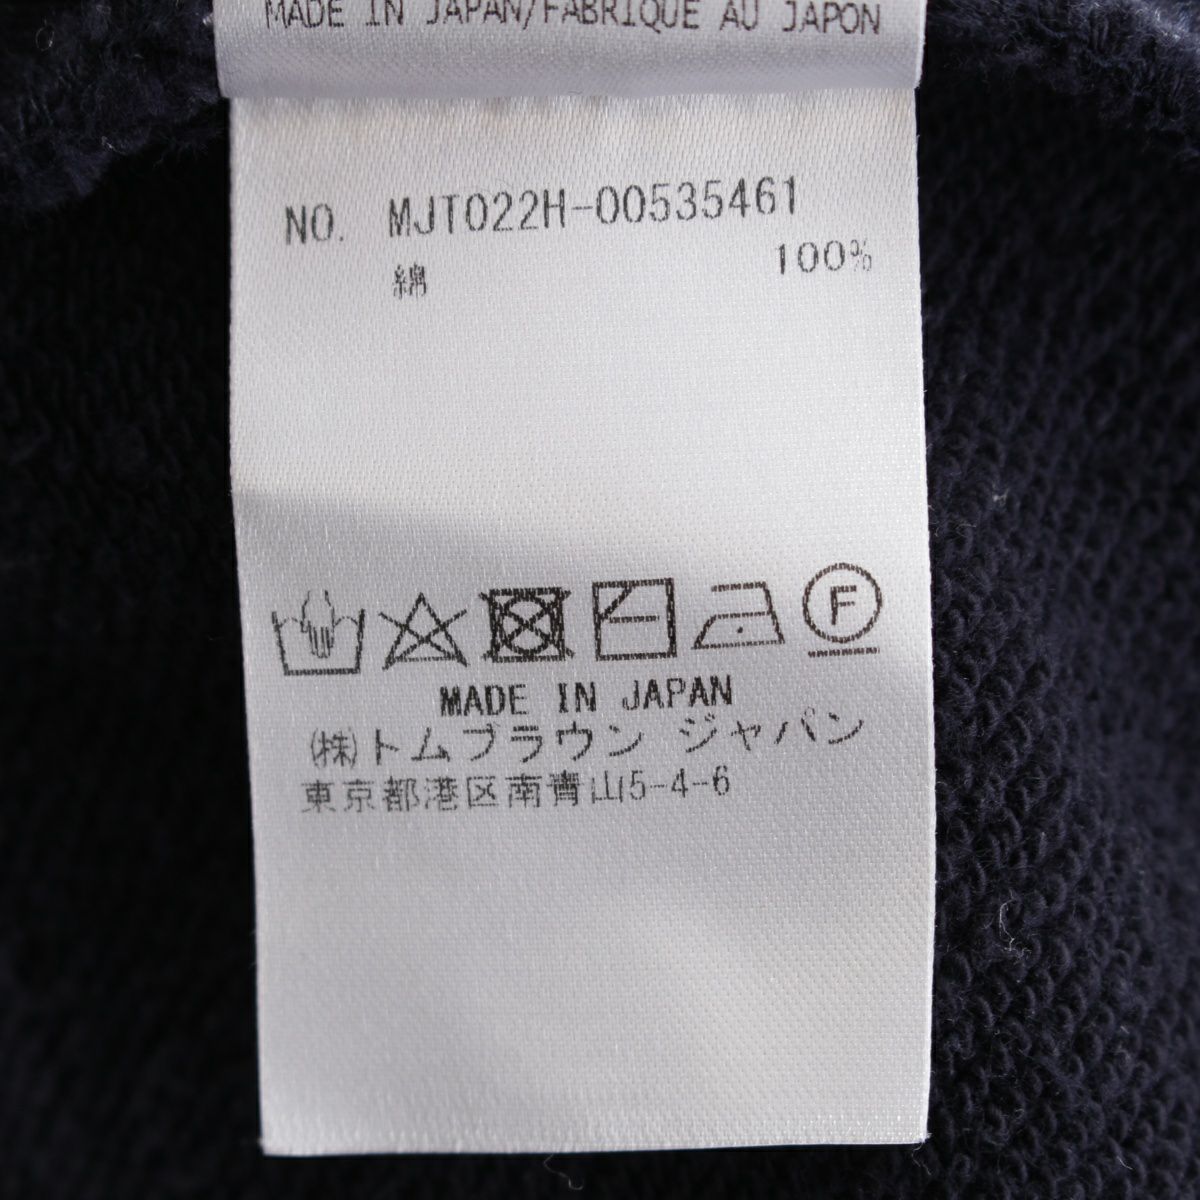 MADE IN JAPAN/FABRIQUE AU JAPON
NO. MJT022H-00535461
綿 100%
F
MADE IN JAPAN
(株)トムブラウン ジャパン
東京都港区南青山5-4-6